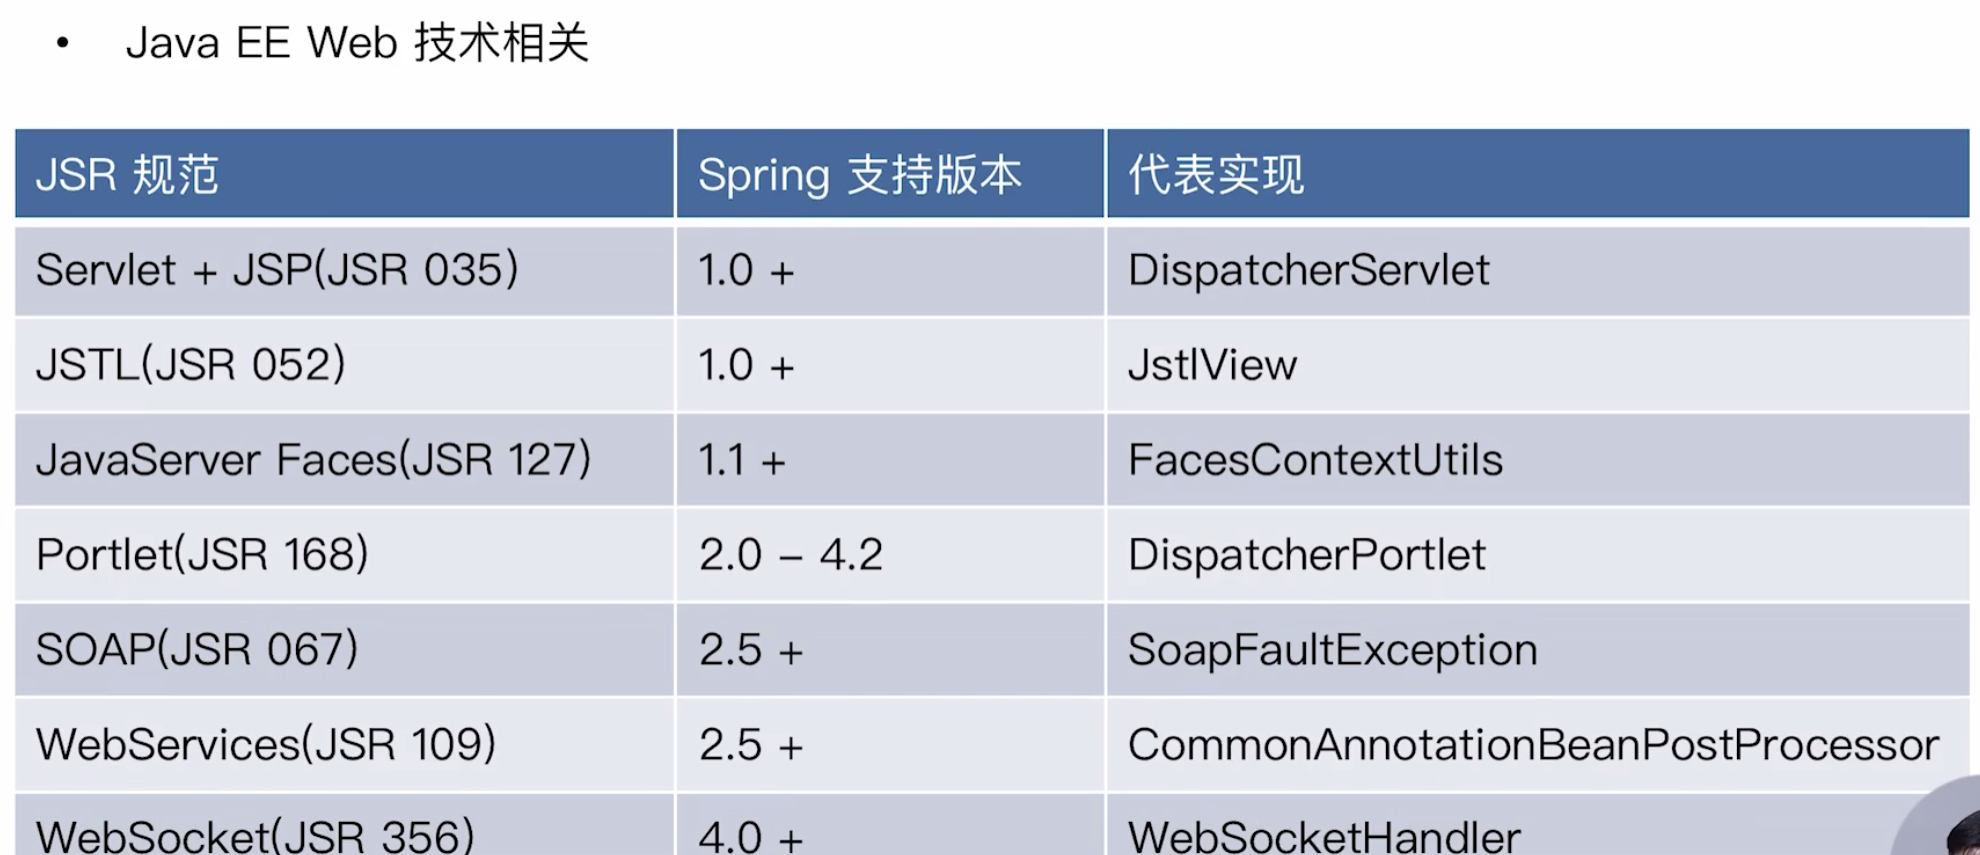 • Java EE Web 技术相关
JSR 规范 Spring 支持版本 代表实现
Servlet + JSP(JSR 035) 1.0 + DispatcherServlet
JSTL(JSR 052) 1.0 + JstlView
JavaServer Faces(JSR 127) 1.1 + FacesContextUtils
Portlet(JSR 168) 2.0 – 4.2 DispatcherPortlet
SOAP(JSR 067) 2.5 + SoapFaultException
WebServices(JSR 109) 2.5 + CommonAnnotationBeanPostProcessor
WebSocket(JSR 356) 4.0 + WebSocketHandler